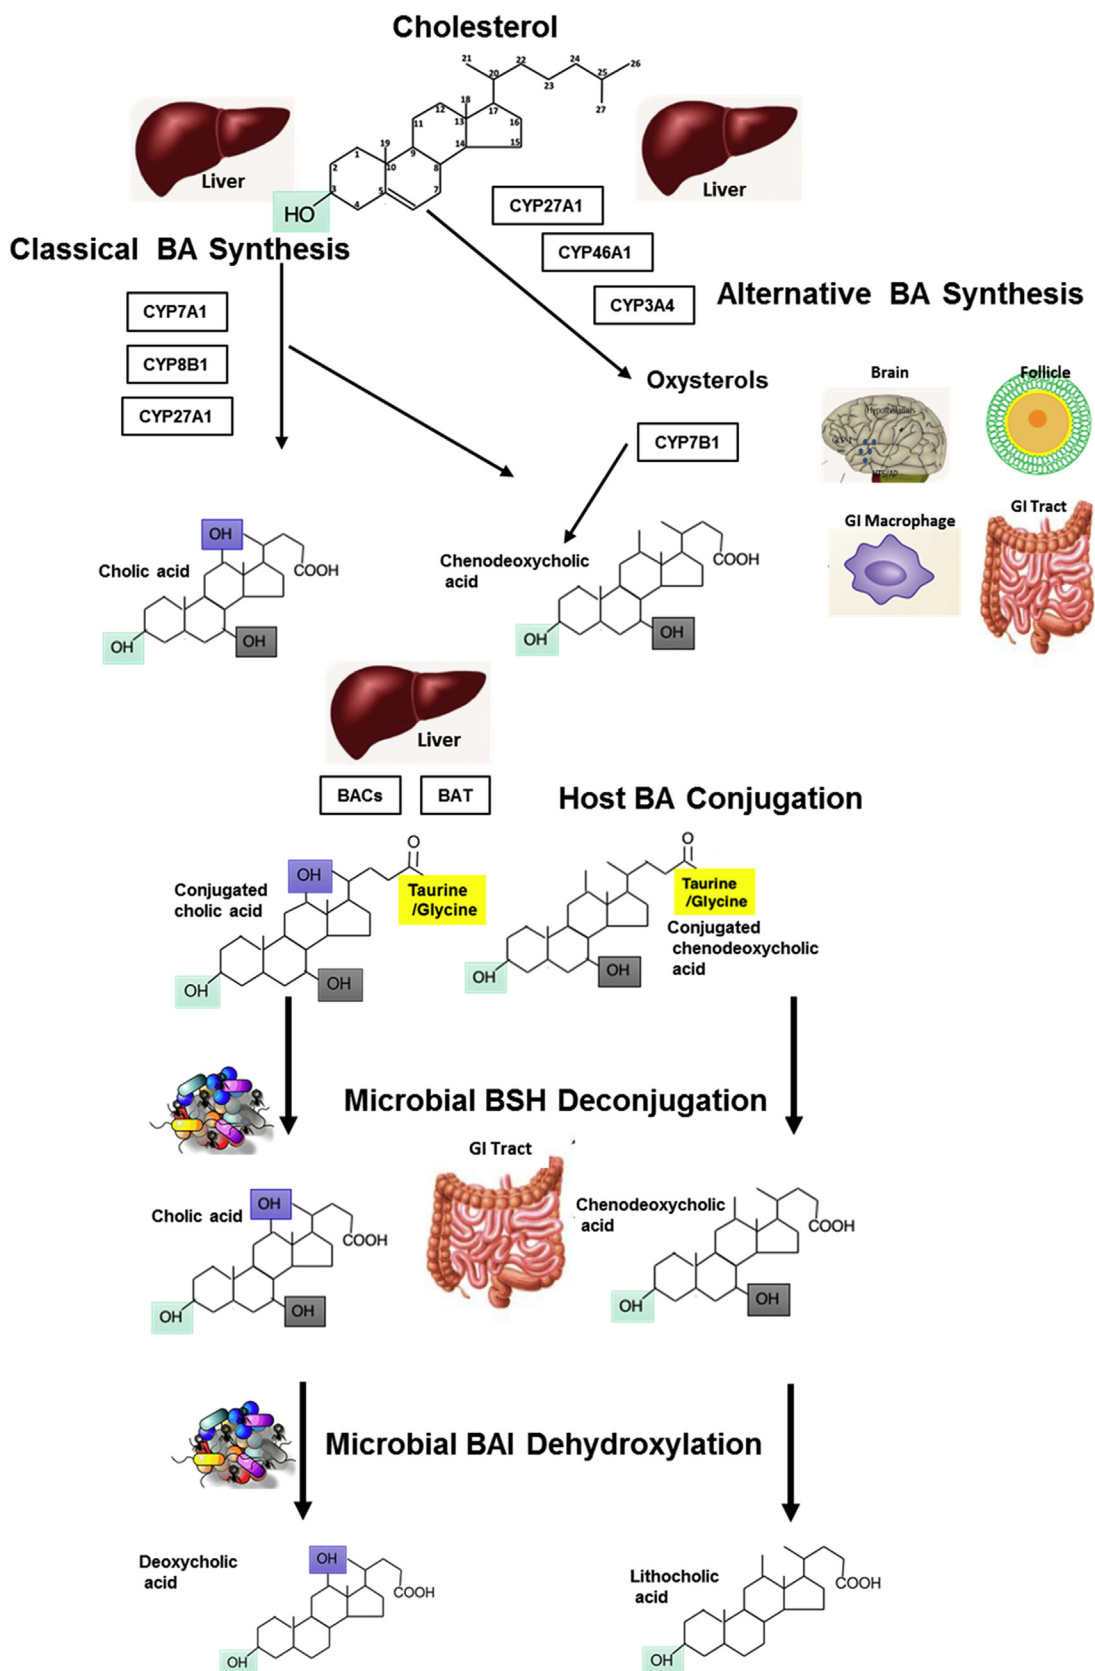 Cholesterol
21
22
24
26
20
25
23
27
18
12
17
11
13
16
19
1
9
14
15
2
10
8
3
5
7
4
HO
Liver
Liver
CYP27A1
Classical BA Synthesis
CYP46A1
CYP7A1
CYP3A4
Alternative BA Synthesis
CYP8B1
CYP27A1
Oxysterols
CYP7B1
Brain
Follicle
Hypothalamus
NTS/AP
GI Macrophage
GI Tract
OH
Cholic acid
COOH
OH
OH
Chenodeoxycholic
acid
COOH
OH
OH
Liver
BACs
BAT
Host BA Conjugation
O
OH
Conjugated
cholic acid
Taurine
/Glycine
OH
OH
O
Taurine
/Glycine
Conjugated
chenodeoxycholic
acid
OH
OH
Microbial BSH Deconjugation
GI Tract
OH
Cholic acid
COOH
OH
OH
Chenodeoxycholic
acid
COOH
OH
OH
Microbial BAI Dehydroxylation
Deoxycholic
acid
OH
COOH
OH
Lithocholic
acid
COOH
OH